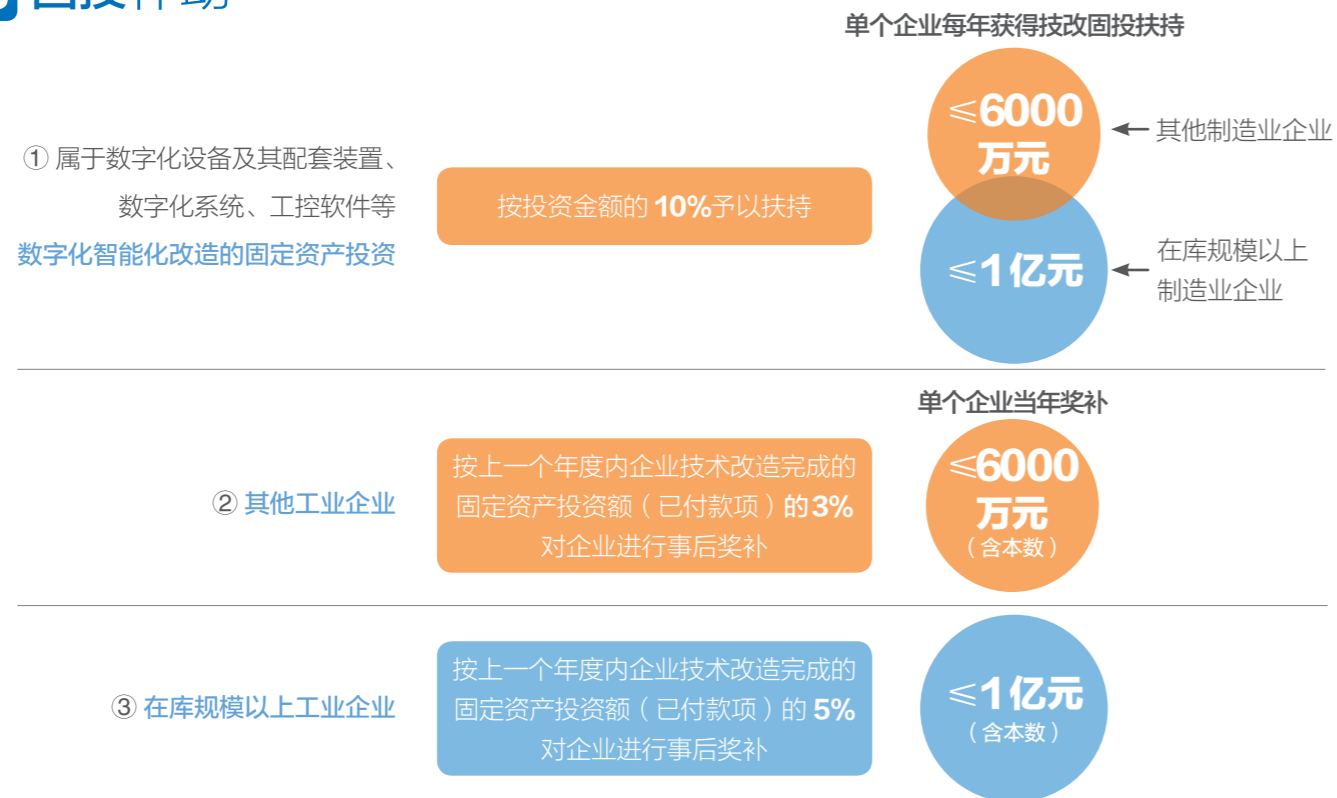 固投补助
单个企业每年获得技改固投扶持
① 属于数字化设备及其配套装置、
数字化系统、工控软件等
数字化智能化改造的固定资产投资
按投资金额的 10%予以扶持
≤6000
万元
其他制造业企业
≤1亿元
在库规模以上
制造业企业
单个企业当年奖补
② 其他工业企业
按上一个年度内企业技术改造完成的
固定资产投资额（已付款项）的 3%
对企业进行事后奖补
≤6000
万元
（含本数）
③ 在库规模以上工业企业
按上一个年度内企业技术改造完成的
固定资产投资额（已付款项）的 5%
对企业进行事后奖补
≤1亿元
（含本数）